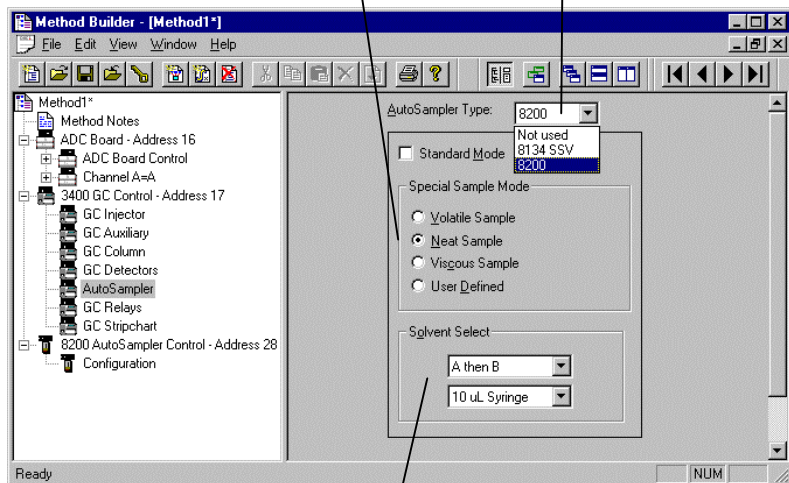 Method Builder - [Method1*]
File Edit View Window Help
Method1*
Method Notes
ADC Board - Address 16
ADC Board Control
Channel A=A
3400 GC Control - Address 17
GC Injector
GC Auxiliary
GC Column
GC Detectors
AutoSampler
GC Relays
GC Stripchart
8200 AutoSampler Control - Address 28
Configuration
AutoSampler Type: 8200
Not used
8134 SSV
8200
Standard Mode
Special Sample Mode
Volatile Sample
Neat Sample
Viscous Sample
User Defined
Solvent Select
A then B
10 uL Syringe
Ready NUM